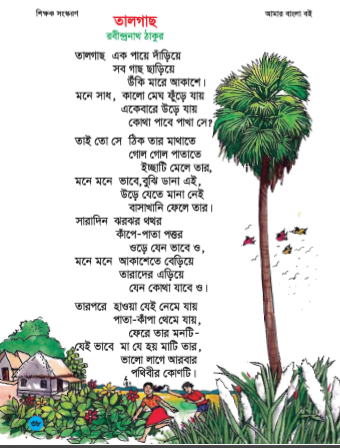 শিক্ষক সংস্করণ
আমার বাংলা বই
তালগাছ
রবীন্দ্রনাথ ঠাকুর
তালগাছ এক পায়ে দাঁড়িয়ে
সব গাছ ছাড়িয়ে
উঁকি মারে আকাশে।
মনে সাধ, কালো মেঘ ফুঁড়ে যায়
একেবারে উড়ে যায়
কোথা পাবে পাখা সে?
তাই তো সে ঠিক তার মাথাতে
গোল গোল পাতাতে
ইচ্ছাটি মেলে তার,
মনে মনে ভাবে,বুঝি ডানা এই,
উড়ে যেতে মানা নেই
বাসাখানি ফেলে তার।
সারাদিন ঝরঝর থথর
কাঁপে-পাতা পত্তর
ওড়ে যেন ভাবে ও,
মনে মনে আকাশেতে বেড়িয়ে
তারাদের এড়িয়ে
যেন কোথা যাবে ও।
তারপরে হাওয়া যেই নেমে যায়
পাতা-কাঁপা থেমে যায়,
ফেরে তার মনটি-
যেই ভাবে মা যে হয় মাটি তার,
ভালো লাগে আরবার
পৃথিবীর কোণটি।
৩৮